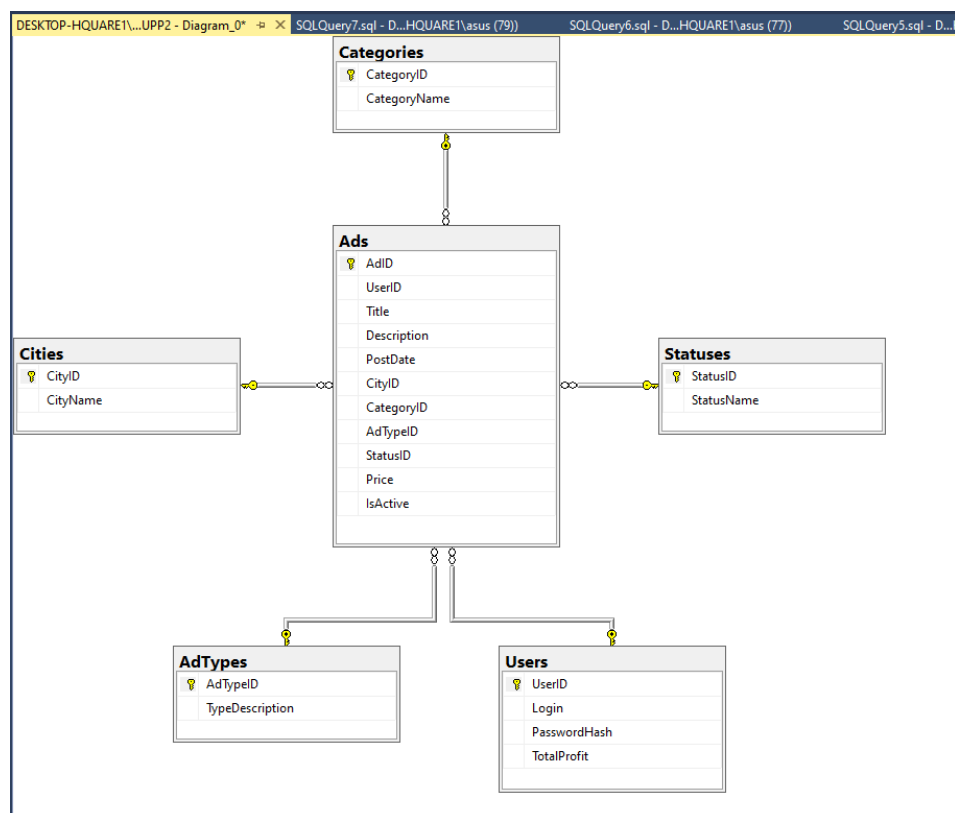 DESKTOP-HQUARE1\...UPP2 - Diagram_0*
SQLQuery7.sql - D...HQUARE1\asus (79))
SQLQuery6.sql - D...HQUARE1\asus (77))
SQLQuery5.sql - D...
Categories
CategoryID
CategoryName
Ads
AdID
UserID
Title
Description
PostDate
CityID
CategoryID
AdTypeID
StatusID
Price
IsActive
Cities
CityID
CityName
Statuses
StatusID
StatusName
AdTypes
AdTypeID
TypeDescription
Users
UserID
Login
PasswordHash
TotalProfit